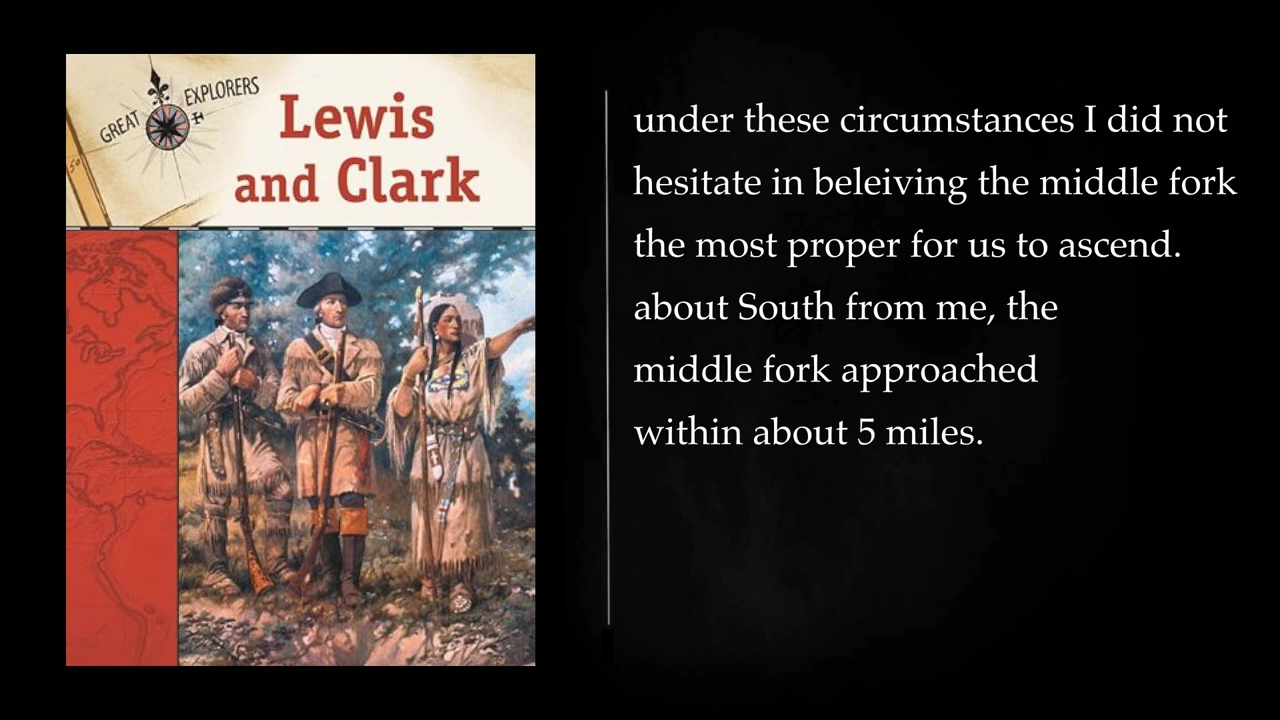 GREAT EXPLORERS
Lewis
and Clark
50
under these circumstances I did not
hesitate in beleiving the middle fork
the most proper for us to ascend.
about South from me, the
middle fork approached
within about 5 miles.